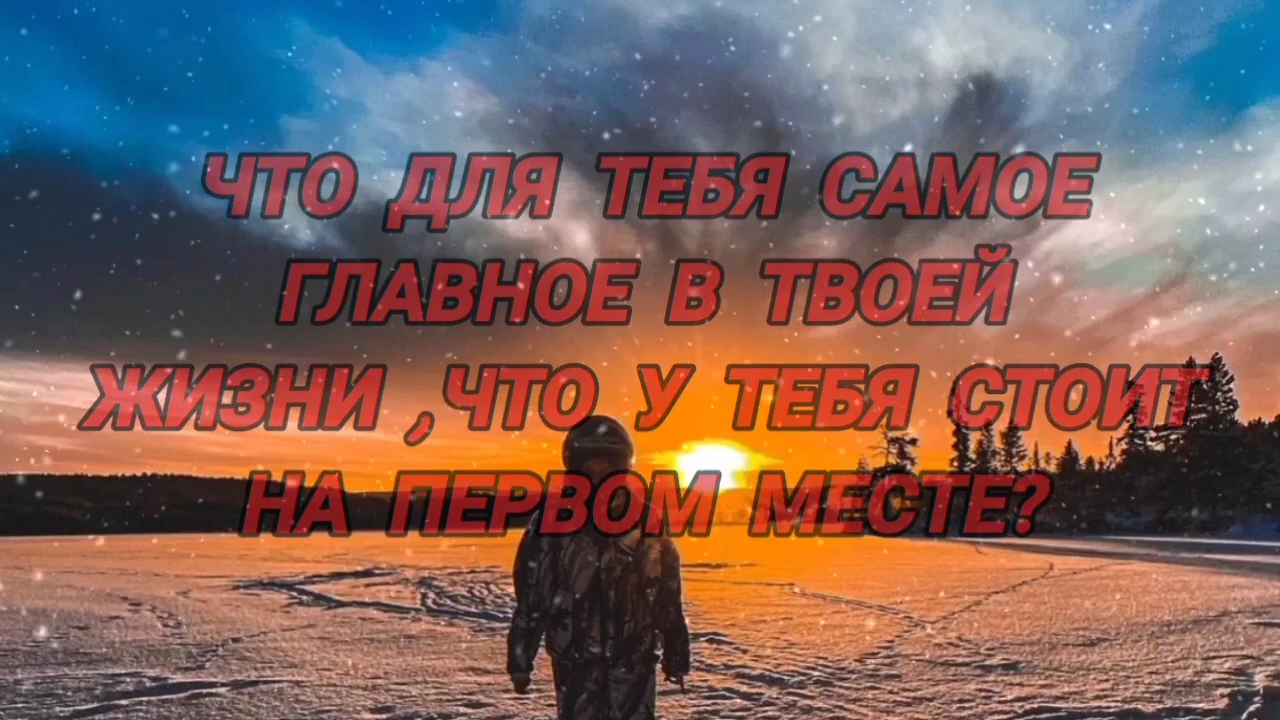 ЧТО ДЛЯ ТЕБЯ САМОЕ
ГЛАВНОЕ В ТВОЕЙ
ЖИЗНИ ,ЧТО У ТЕБЯ СТОИТ
НА ПЕРВОМ МЕСТЕ?